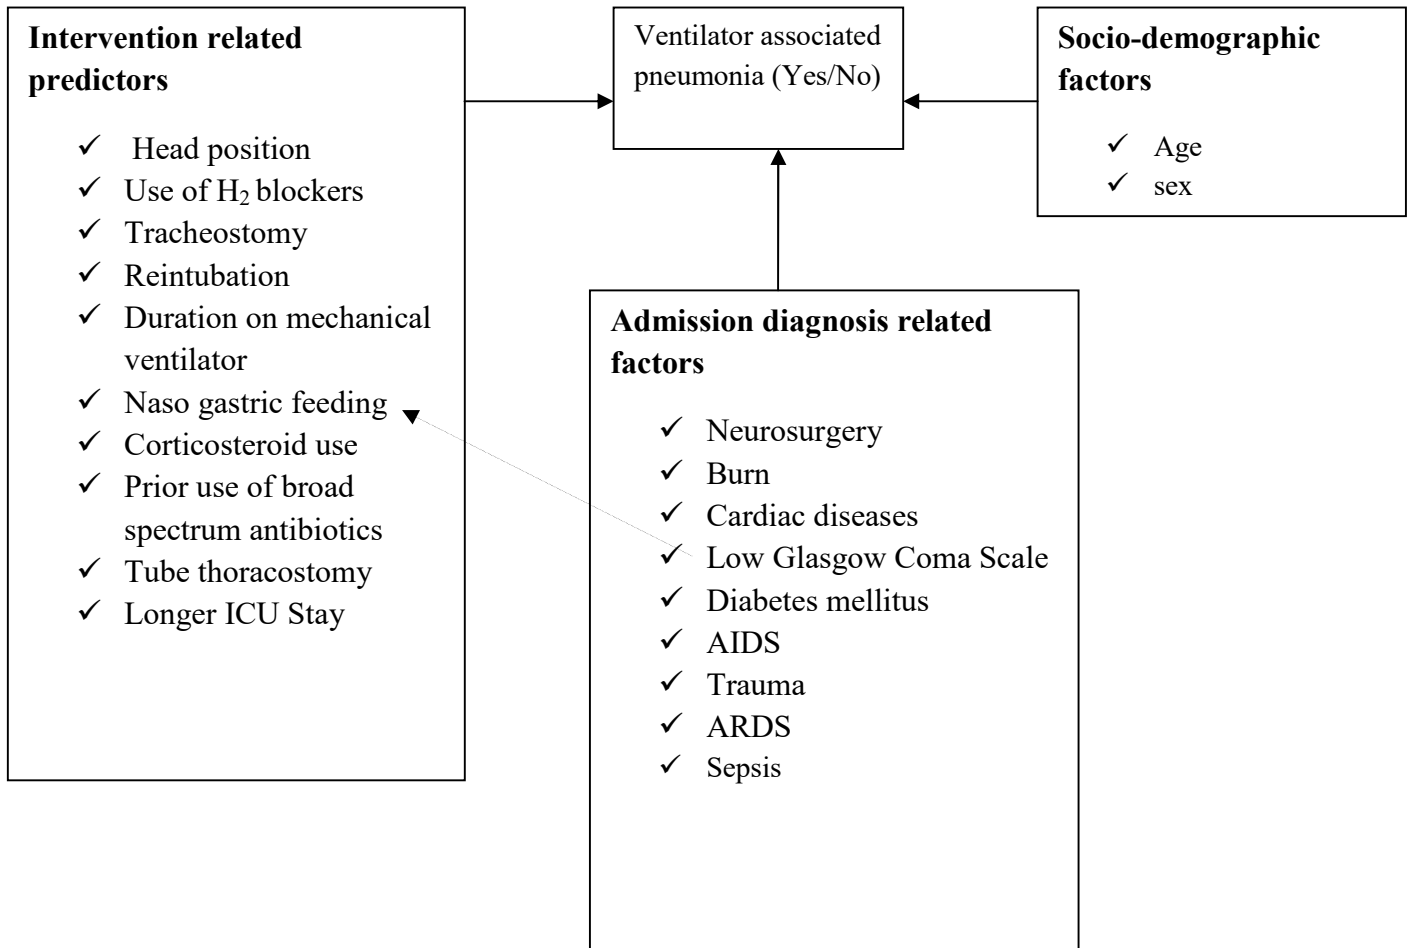 Intervention related
predictors
✓ Head position
✓ Use of H₂ blockers
✓ Tracheostomy
✓ Reintubation
✓ Duration on mechanical
ventilator
✓ Naso gastric feeding
✓ Corticosteroid use
✓ Prior use of broad
spectrum antibiotics
✓ Tube thoracostomy
✓ Longer ICU Stay
Ventilator associated
pneumonia (Yes/No)
Socio-demographic
factors
✓ Age
✓ sex
Admission diagnosis related
factors
✓ Neurosurgery
✓ Burn
✓ Cardiac diseases
✓ Low Glasgow Coma Scale
✓ Diabetes mellitus
✓ AIDS
✓ Trauma
✓ ARDS
✓ Sepsis